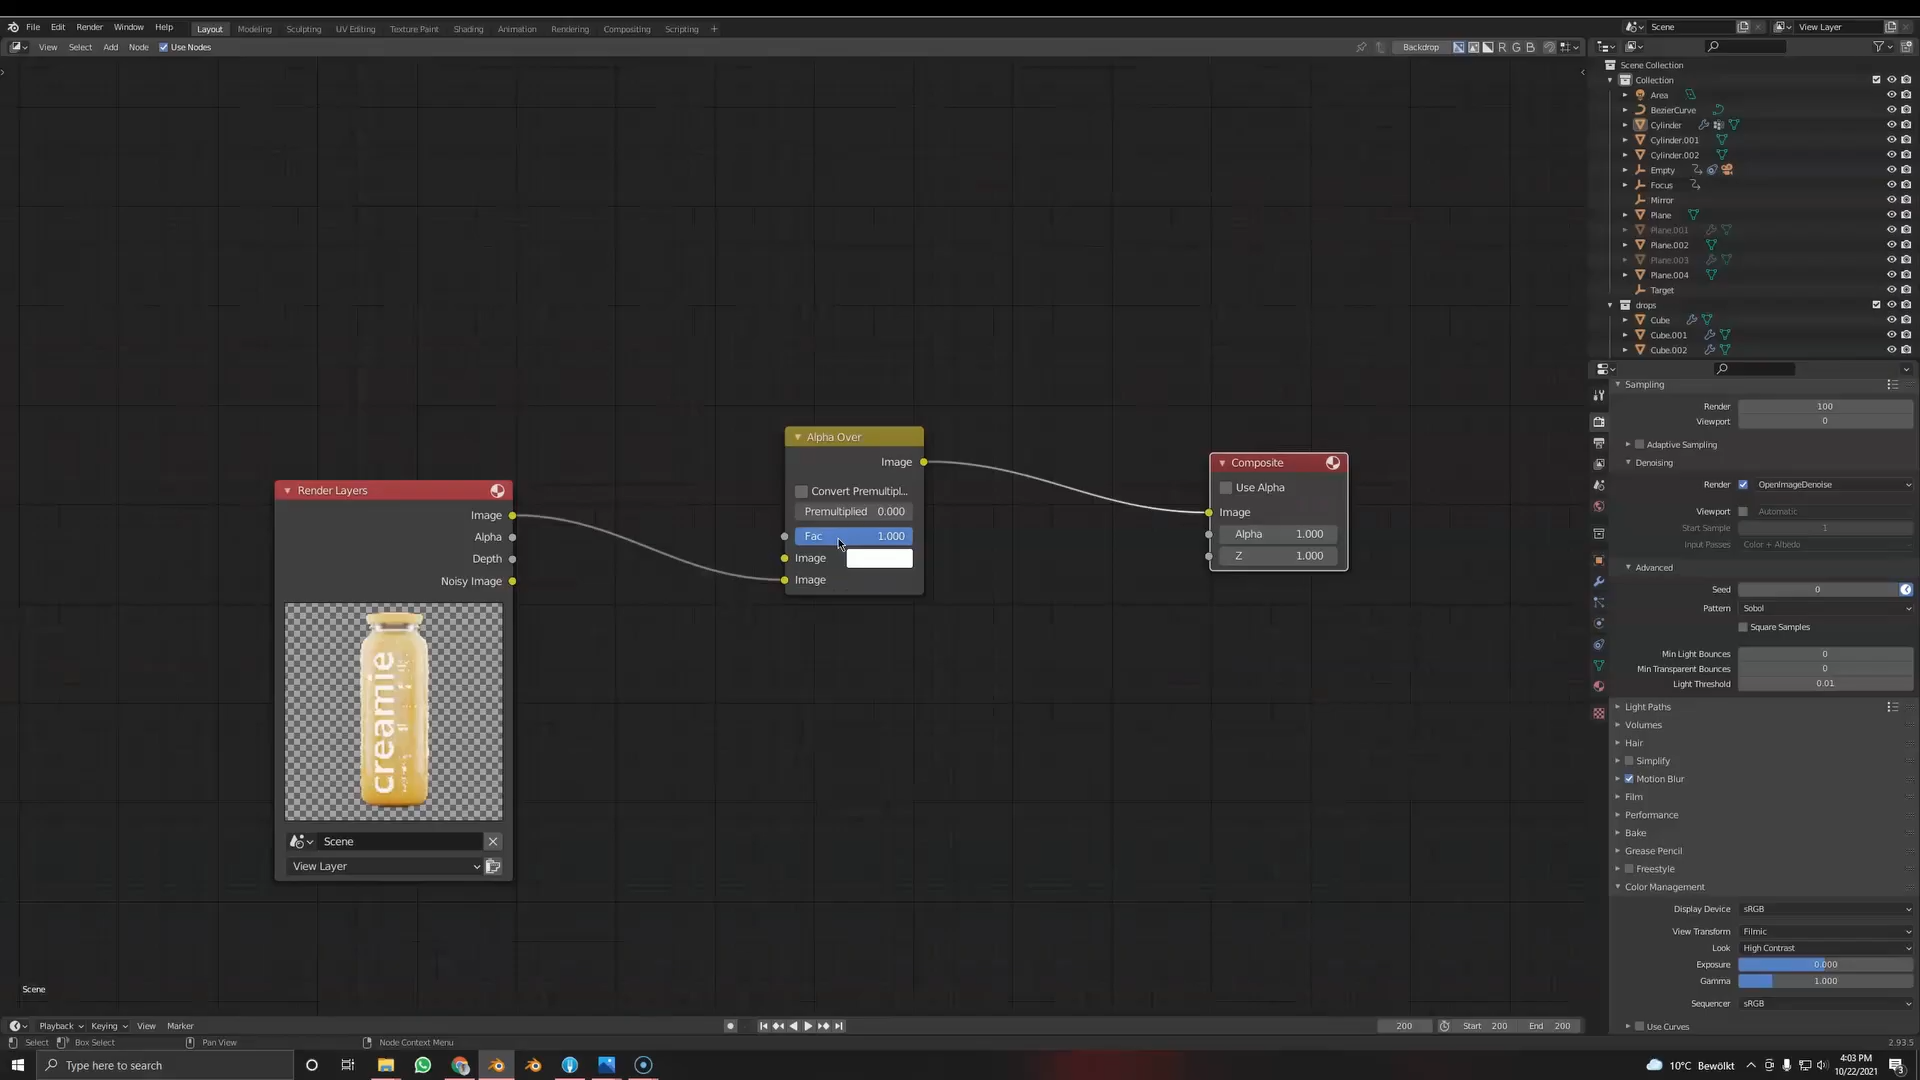 File Edit Render Window Help Layout Modeling Sculpting UV Editing Texture Paint Shading Animation Rendering Compositing Scripting + Scene View Layer
View Select Add Node Use Nodes Backdrop R G B
Scene Collection
Collection
Area
BezierCurve
Cylinder
Cylinder.001
Cylinder.002
Empty
Focus
Mirror
Plane
Plane.001
Plane.002
Plane.003
Plane.004
Target
drops
Cube
Cube.001
Cube.002
Render Layers
Image
Alpha
Depth
Noisy Image
creamie
Scene
View Layer
Alpha Over
Image
Convert Premultipl...
Premultiplied 0.000
Fac 1.000
Image
Image
Composite
Use Alpha
Image
Alpha 1.000
Z 1.000
Sampling
Render 100
Viewport 0
Adaptive Sampling
Denoising
Render OpenImageDenoise
Viewport Automatic
Start Sample 1
Input Passes Color + Albedo
Advanced
Seed 0
Pattern Sobol
Square Samples
Min Light Bounces 0
Min Transparent Bounces 0
Light Threshold 0.01
Light Paths
Volumes
Hair
Simplify
Motion Blur
Film
Performance
Bake
Grease Pencil
Freestyle
Color Management
Display Device sRGB
View Transform Filmic
Look High Contrast
Exposure 0.000
Gamma 1.000
Sequencer sRGB
Use Curves
Scene
Playback Keying View Marker 200 Start 200 End 200
Select Box Select Pan View Node Context Menu 2.93.5
Type here to search 10°C Bewölkt 4:03 PM
10/22/2021
3